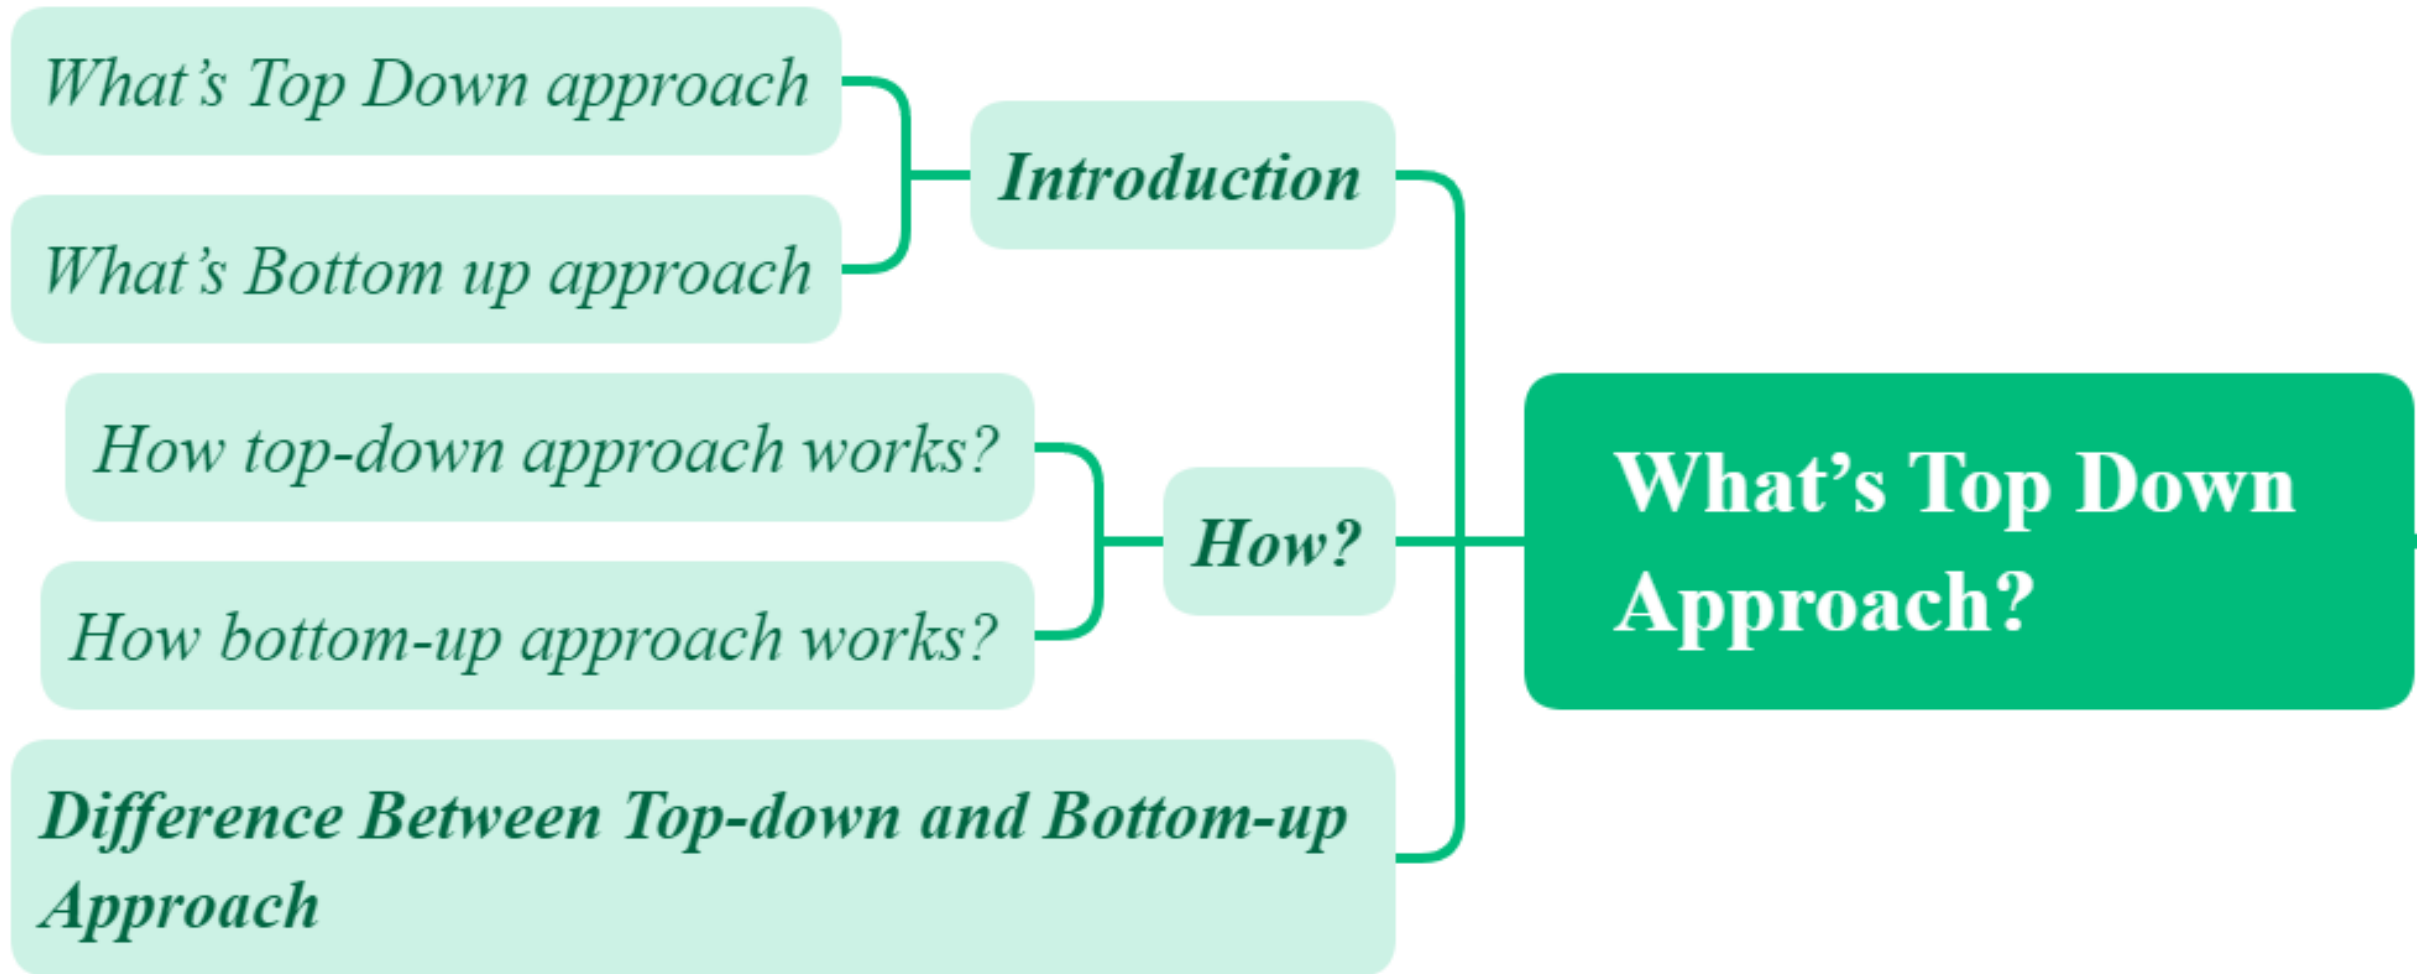 What’s Top Down approach
What’s Bottom up approach
Introduction
How top-down approach works?
How bottom-up approach works?
How?
Difference Between Top-down and Bottom-up
Approach
What’s Top Down
Approach?